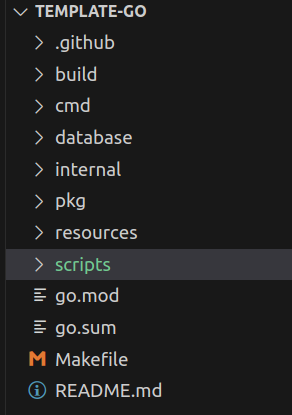 TEMPLATE-GO
.github
build
cmd
database
internal
pkg
resources
scripts
go.mod
go.sum
Makefile
README.md